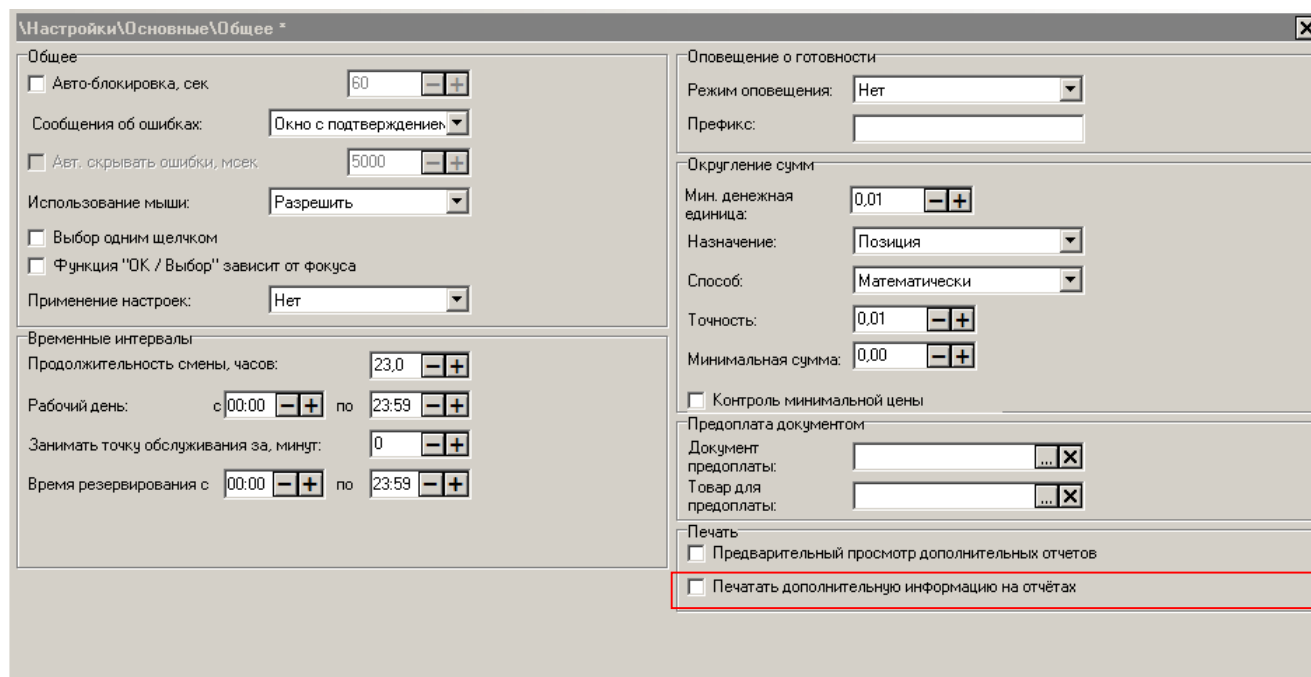 \Настройки\Основные\Общее *
Общее
Авто-блокировка, сек 60
Сообщения об ошибках: Окно с подтверждением
Авт. скрывать ошибки, мсек 5000
Использование мыши: Разрешить
Выбор одним щелчком
Функция "ОК / Выбор" зависит от фокуса
Применение настроек: Нет
Временные интервалы
Продолжительность смены, часов: 23,0
Рабочий день: с 00:00 по 23:59
Занимать точку обслуживания за, минут: 0
Время резервирования с 00:00 по 23:59
Оповещение о готовности
Режим оповещения: Нет
Префикс:
Округление сумм
Мин. денежная
единица: 0,01
Назначение: Позиция
Способ: Математически
Точность: 0,01
Минимальная сумма: 0,00
Контроль минимальной цены
Предоплата документом
Документ
предоплаты: ...
Товар для
предоплаты: ...
Печать
Предварительный просмотр дополнительных отчетов
Печатать дополнительную информацию на отчётах